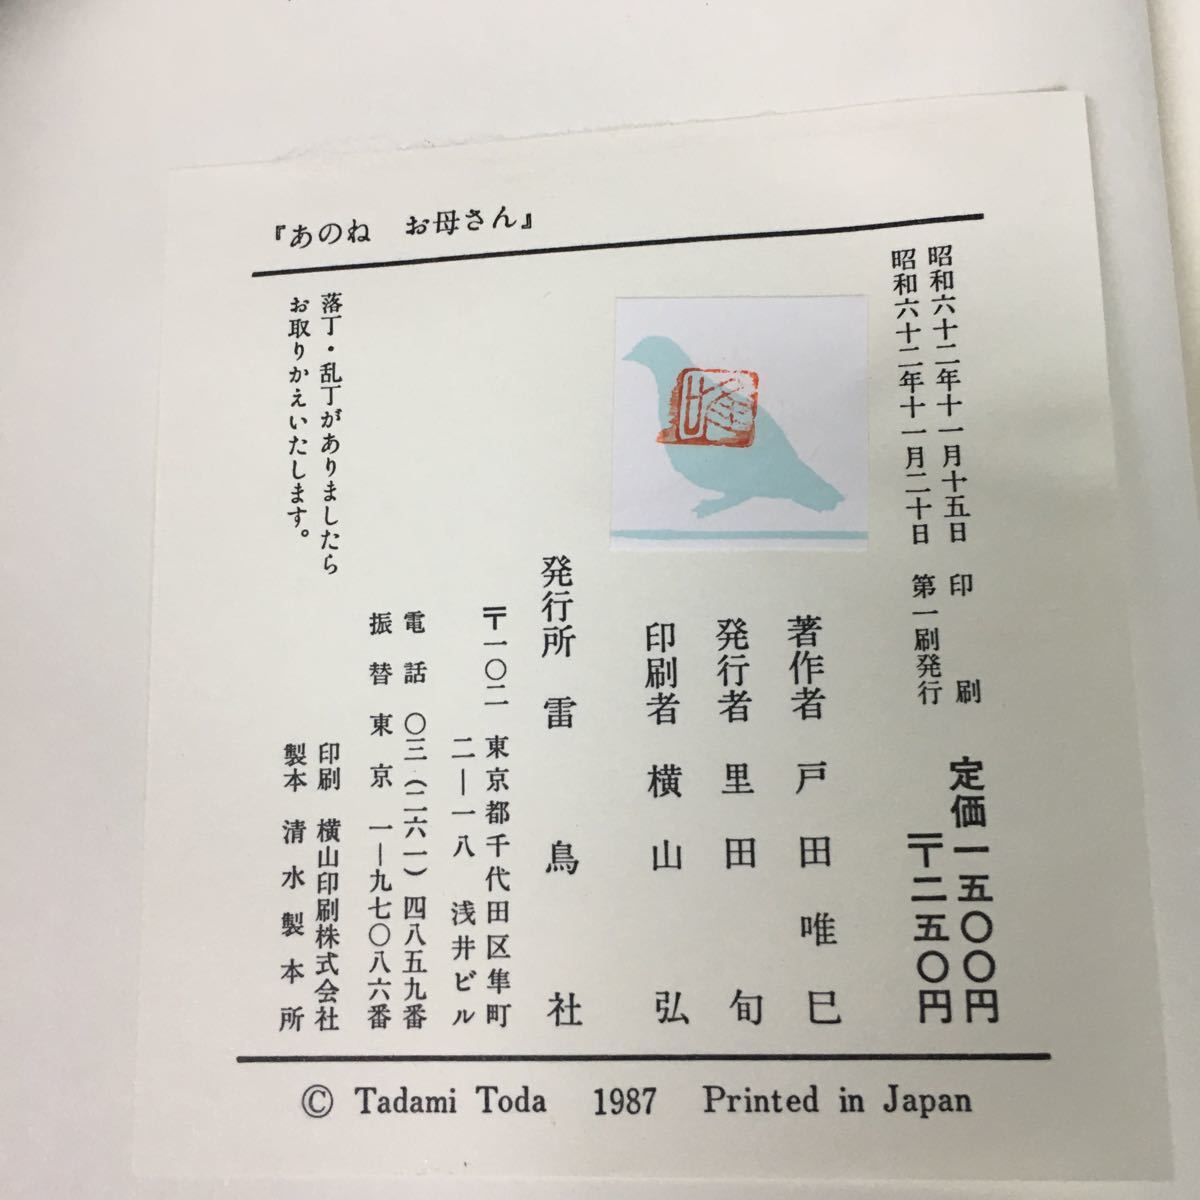 『あのね　お母さん』
昭和六十二年十一月十五日　印　刷
昭和六十二年十一月二十日　第一刷発行
定価一五〇〇円
〒二五〇円
著作者　戸田唯巳
発行者　里田旬
印刷者　横山弘
発行所　雷鳥社
〒一〇二　東京都千代田区隼町
二―一八　浅井ビル
電話　〇三(二六一)四八五九番
振替東京　一―九七〇八六番
印刷　横山印刷株式会社
製本　清水製本所
落丁・乱丁がありましたら
お取りかえいたします。
© Tadami Toda　1987　Printed in Japan